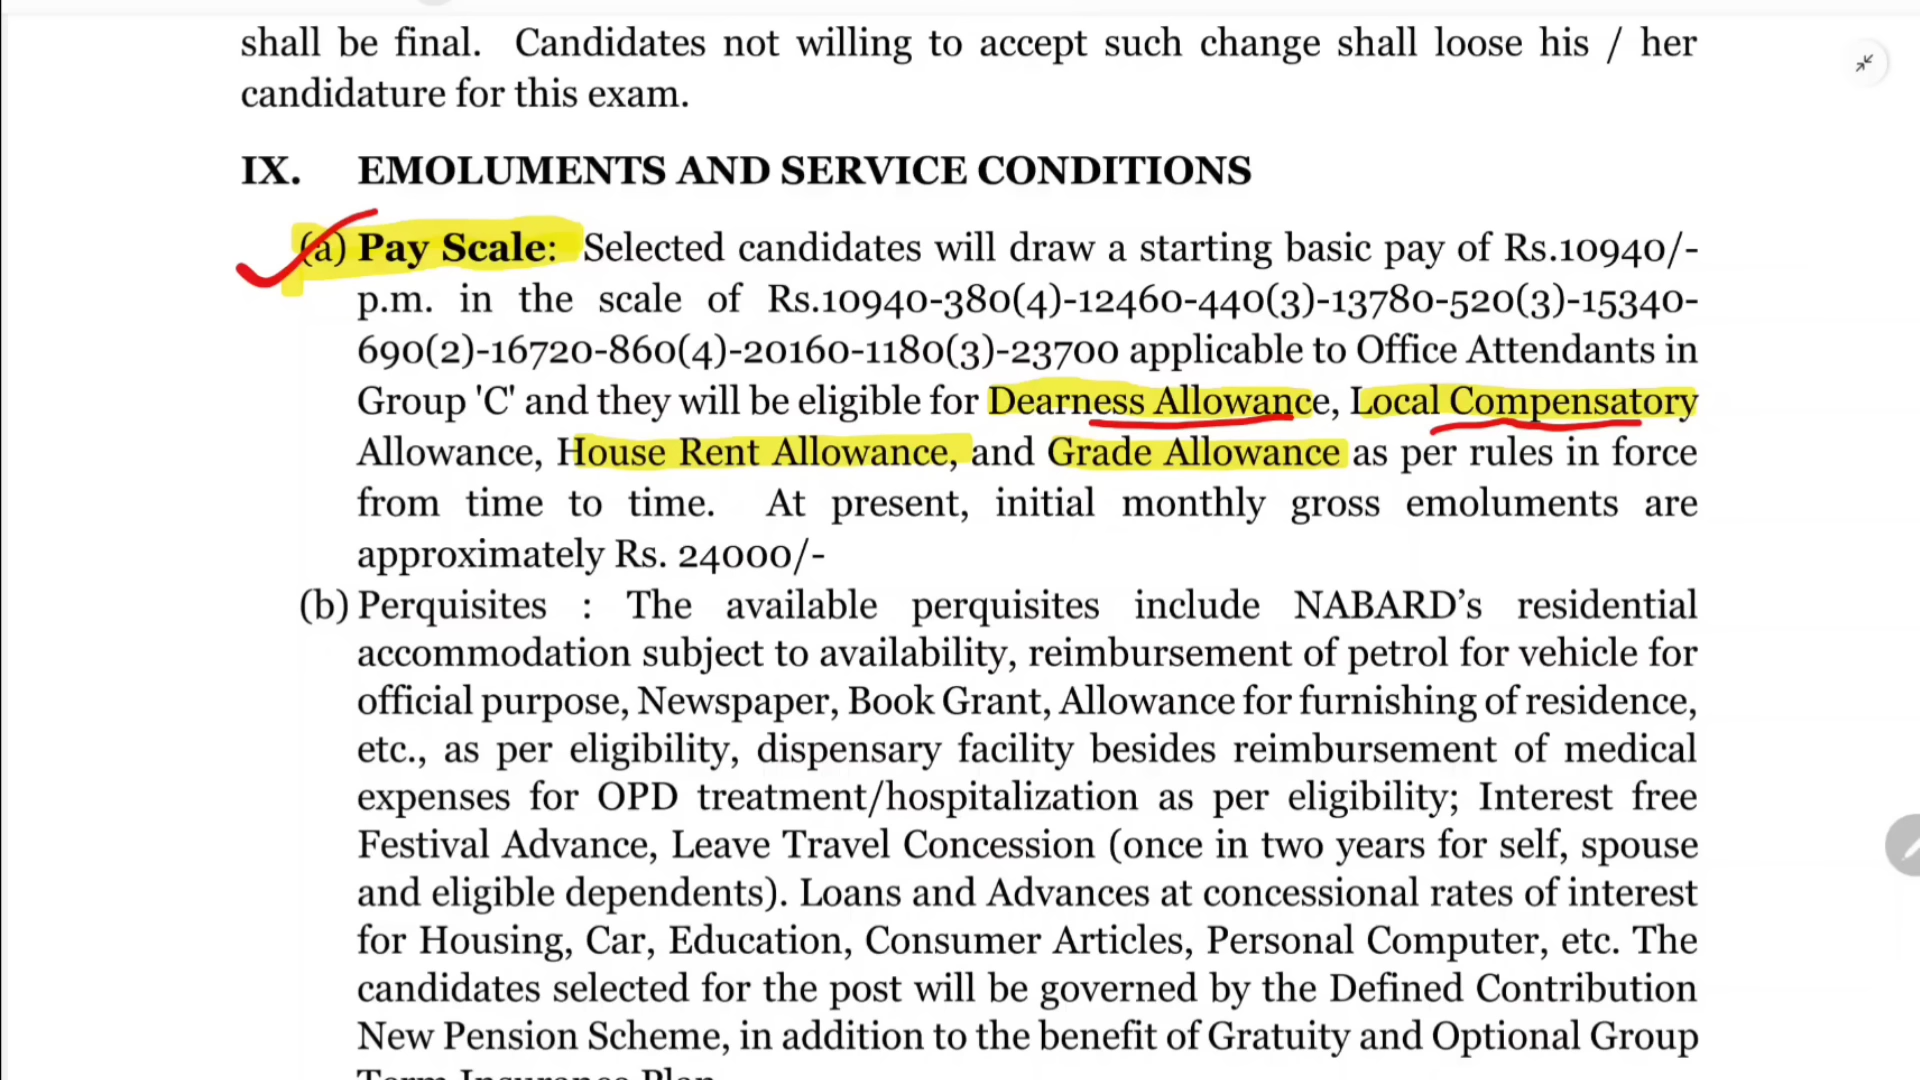 shall be final. Candidates not willing to accept such change shall loose his / her
candidature for this exam.
IX. EMOLUMENTS AND SERVICE CONDITIONS
(a) Pay Scale: Selected candidates will draw a starting basic pay of Rs.10940/-
p.m. in the scale of Rs.10940-380(4)-12460-440(3)-13780-520(3)-15340-
690(2)-16720-860(4)-20160-1180(3)-23700 applicable to Office Attendants in
Group 'C' and they will be eligible for Dearness Allowance, Local Compensatory
Allowance, House Rent Allowance, and Grade Allowance as per rules in force
from time to time. At present, initial monthly gross emoluments are
approximately Rs. 24000/-
(b) Perquisites : The available perquisites include NABARD’s residential
accommodation subject to availability, reimbursement of petrol for vehicle for
official purpose, Newspaper, Book Grant, Allowance for furnishing of residence,
etc., as per eligibility, dispensary facility besides reimbursement of medical
expenses for OPD treatment/hospitalization as per eligibility; Interest free
Festival Advance, Leave Travel Concession (once in two years for self, spouse
and eligible dependents). Loans and Advances at concessional rates of interest
for Housing, Car, Education, Consumer Articles, Personal Computer, etc. The
candidates selected for the post will be governed by the Defined Contribution
New Pension Scheme, in addition to the benefit of Gratuity and Optional Group
Term Insurance Plan